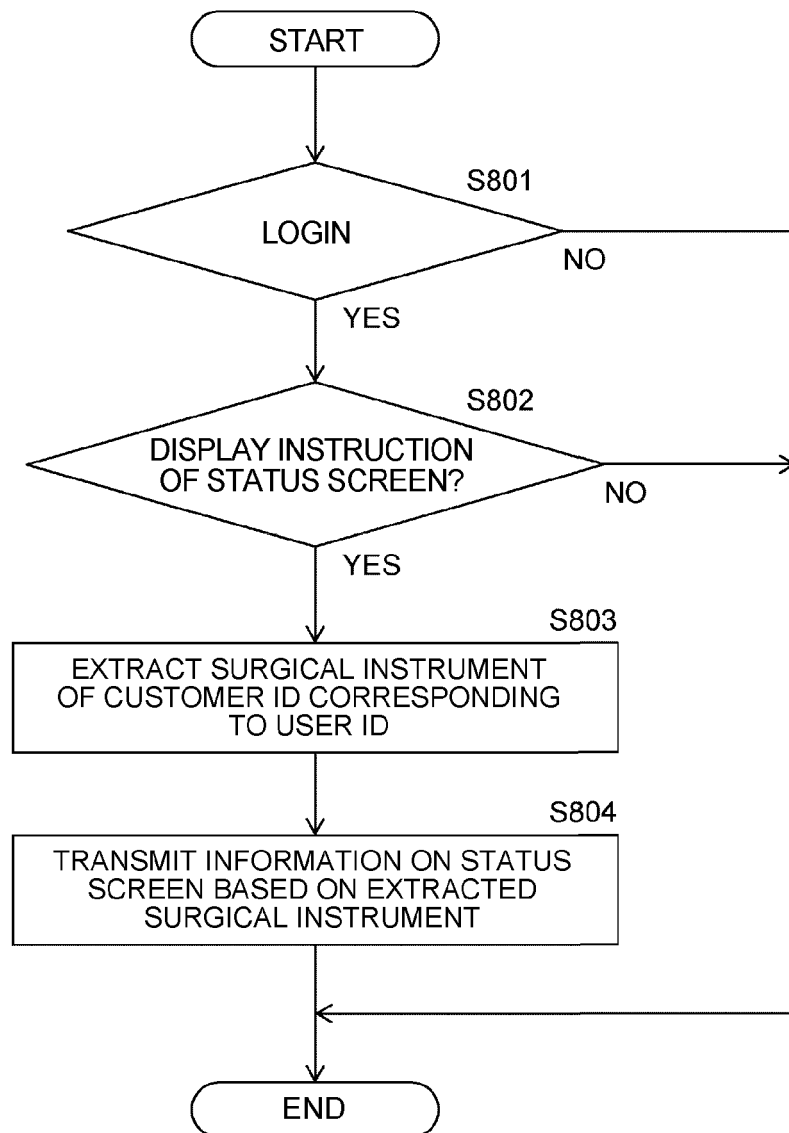 START
S801
LOGIN
NO
YES
S802
DISPLAY INSTRUCTION
OF STATUS SCREEN?
NO
YES
S803
EXTRACT SURGICAL INSTRUMENT
OF CUSTOMER ID CORRESPONDING
TO USER ID
S804
TRANSMIT INFORMATION ON STATUS
SCREEN BASED ON EXTRACTED
SURGICAL INSTRUMENT
END